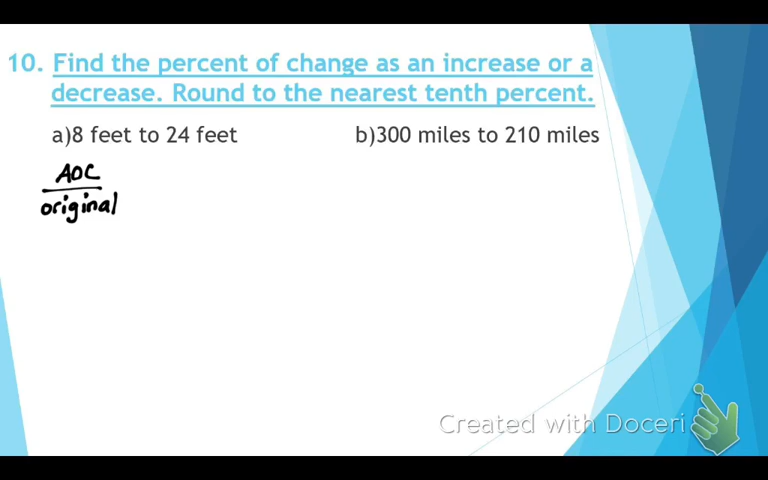 10. Find the percent of change as an increase or a
decrease. Round to the nearest tenth percent.
a)8 feet to 24 feet
b)300 miles to 210 miles
AOC
original
Created with Doceri